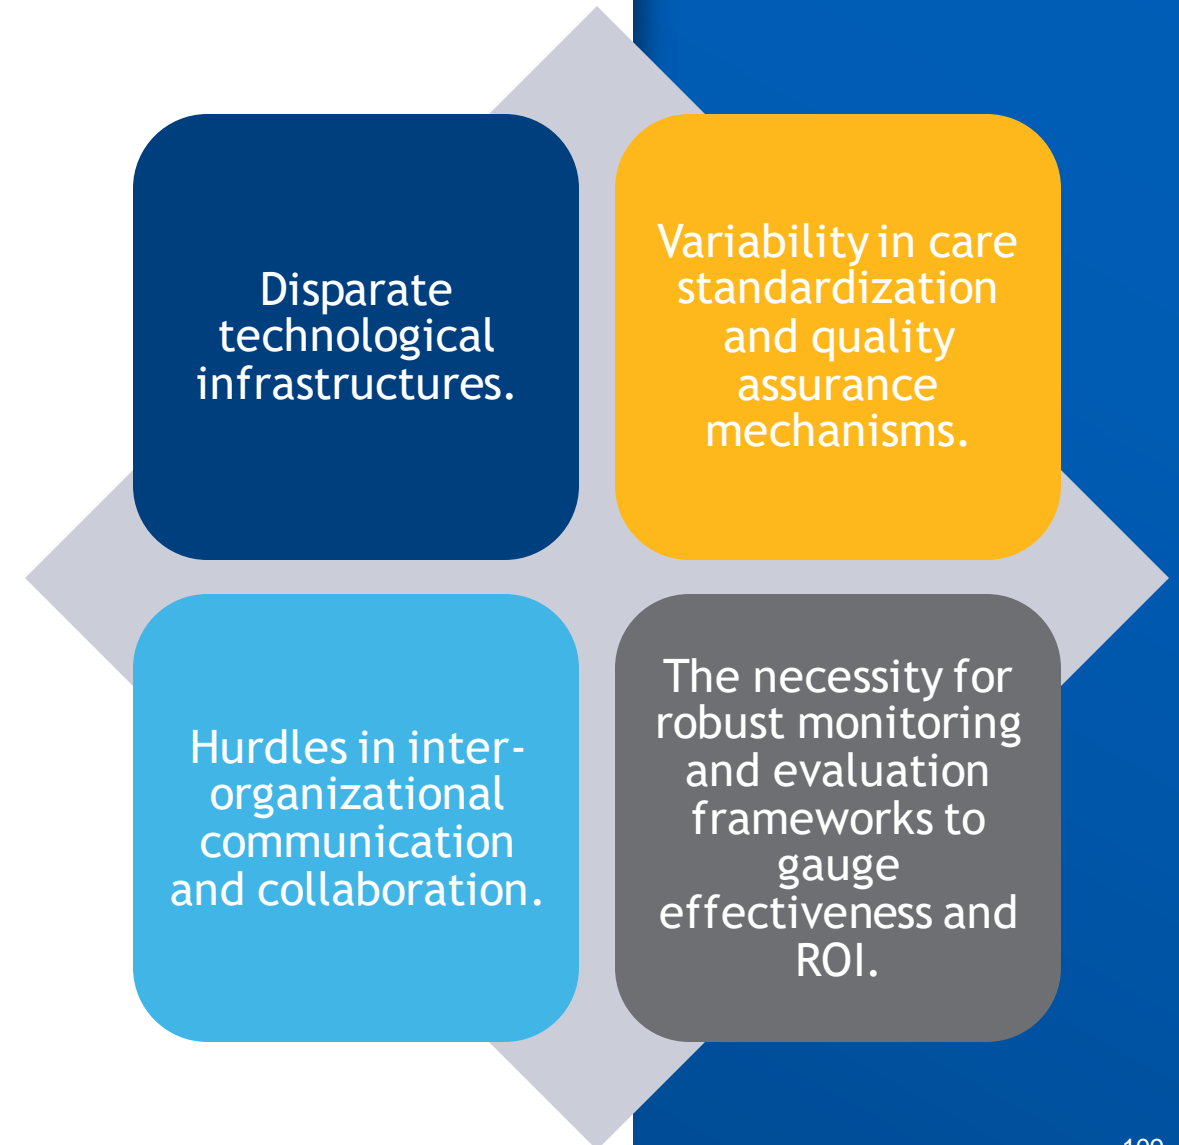 Disparate
technological
infrastructures.
Variability in care
standardization
and quality
assurance
mechanisms.
Hurdles in inter-
organizational
communication
and collaboration.
The necessity for
robust monitoring
and evaluation
frameworks to
gauge
effectiveness and
ROI.